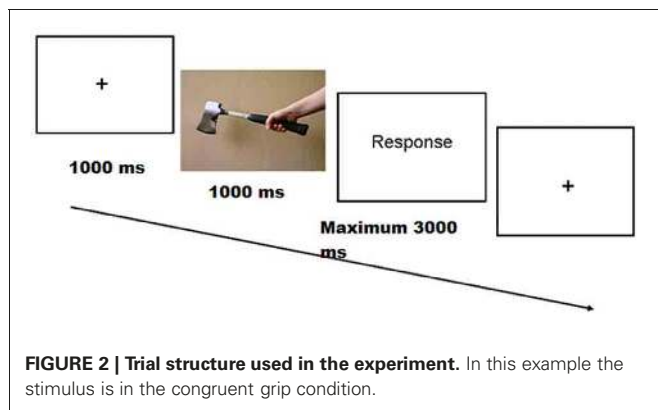 +
1000 ms
1000 ms
Response
Maximum 3000
ms
+
FIGURE 2 | Trial structure used in the experiment. In this example the
stimulus is in the congruent grip condition.